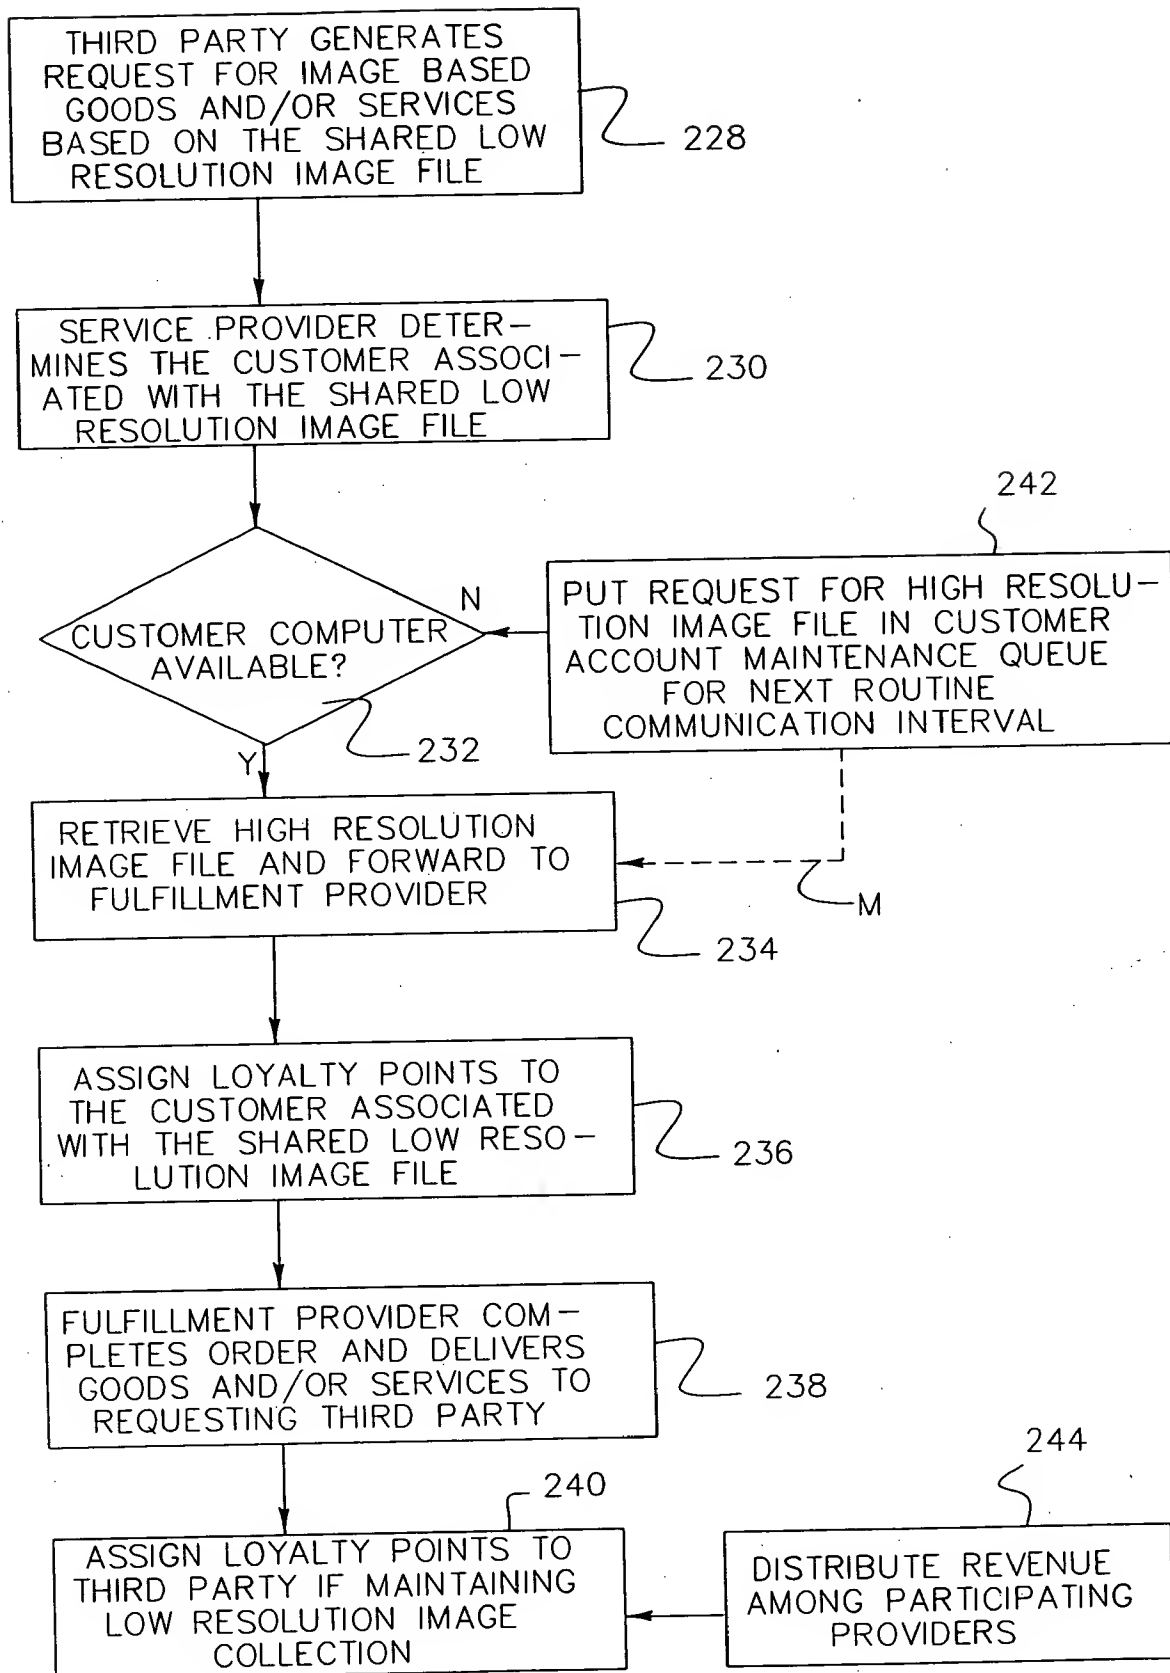 THIRD PARTY GENERATES
REQUEST FOR IMAGE BASED
GOODS AND/OR SERVICES
BASED ON THE SHARED LOW
RESOLUTION IMAGE FILE
228
SERVICE PROVIDER DETER-
MINES THE CUSTOMER ASSOCI-
ATED WITH THE SHARED LOW
RESOLUTION IMAGE FILE
230
242
N
CUSTOMER COMPUTER
AVAILABLE?
232
Y
PUT REQUEST FOR HIGH RESOLU-
TION IMAGE FILE IN CUSTOMER
ACCOUNT MAINTENANCE QUEUE
FOR NEXT ROUTINE
COMMUNICATION INTERVAL
RETRIEVE HIGH RESOLUTION
IMAGE FILE AND FORWARD TO
FULFILLMENT PROVIDER
M
234
ASSIGN LOYALTY POINTS TO
THE CUSTOMER ASSOCIATED
WITH THE SHARED LOW RESO-
LUTION IMAGE FILE
236
FULFILLMENT PROVIDER COM-
PLETES ORDER AND DELIVERS
GOODS AND/OR SERVICES TO
REQUESTING THIRD PARTY
238
240
ASSIGN LOYALTY POINTS TO
THIRD PARTY IF MAINTAINING
LOW RESOLUTION IMAGE
COLLECTION
244
DISTRIBUTE REVENUE
AMONG PARTICIPATING
PROVIDERS